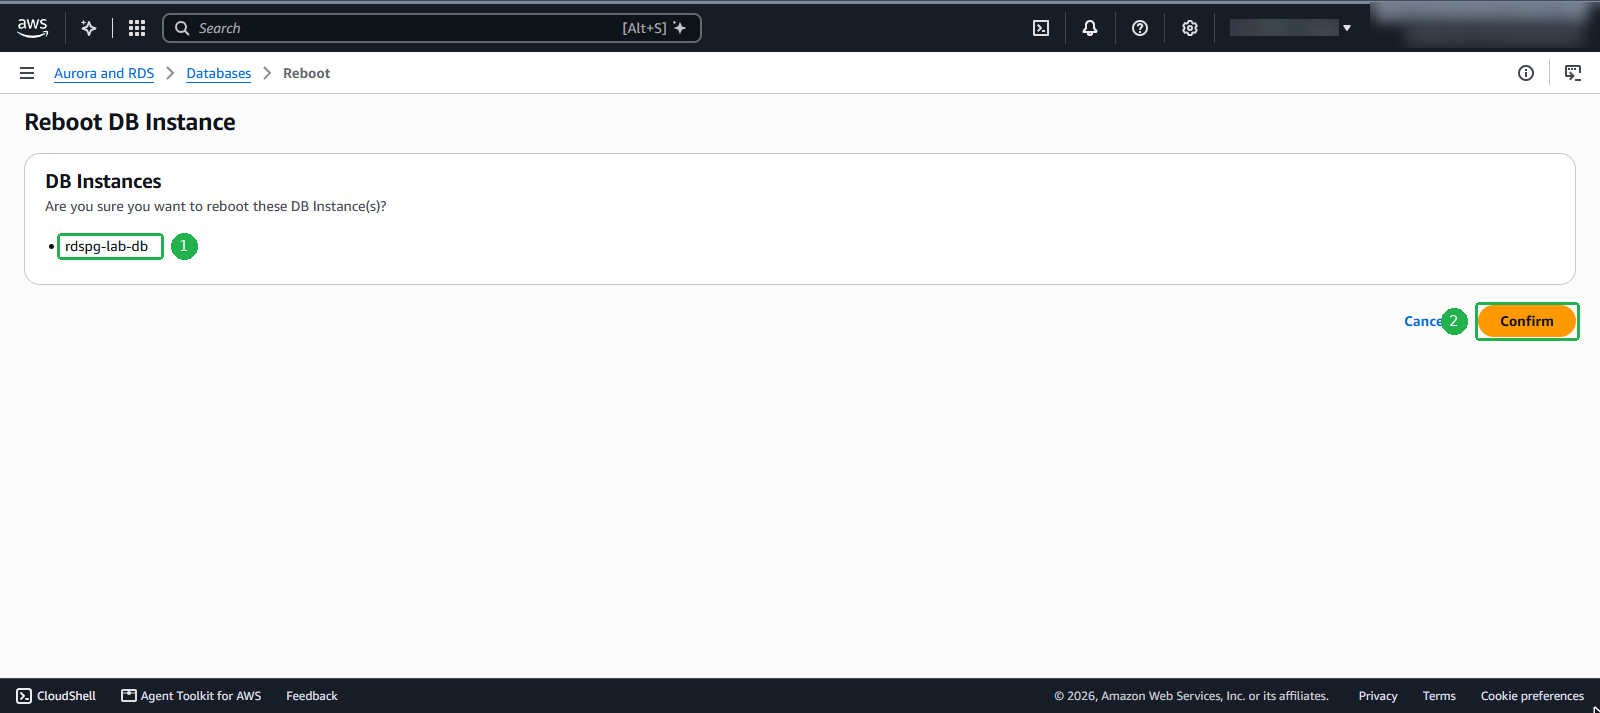 aws
Search [Alt+S]
Aurora and RDS > Databases > Reboot
Reboot DB Instance
DB Instances
Are you sure you want to reboot these DB Instance(s)?
• rdspg-lab-db 1
Cance 2 Confirm
CloudShell Agent Toolkit for AWS Feedback © 2026, Amazon Web Services, Inc. or its affiliates. Privacy Terms Cookie preferences